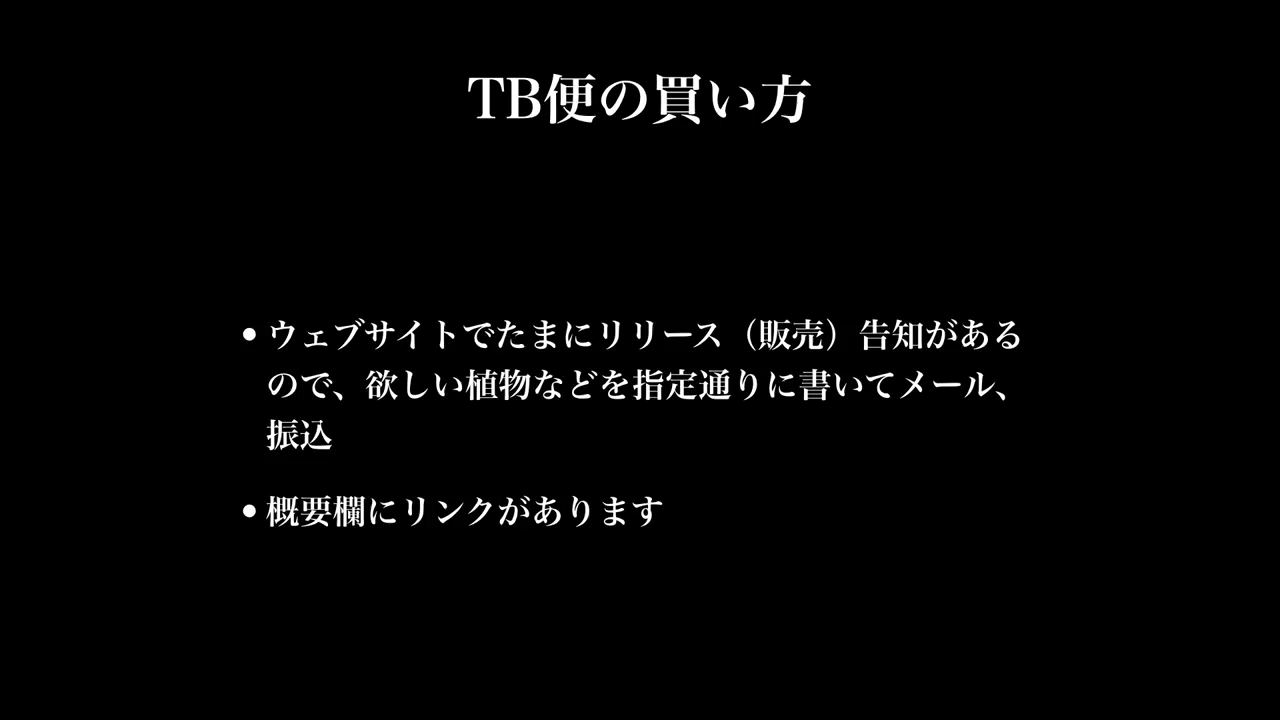 TB便の買い方
• ウェブサイトでたまにリリース（販売）告知がある
ので、欲しい植物などを指定通りに書いてメール、
振込
• 概要欄にリンクがあります